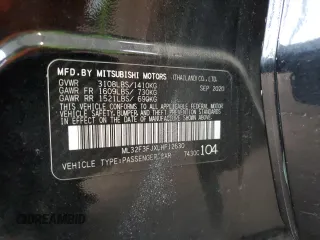 MFD.BY MITSUBISHI MOTORS (THAILAND) CO.,LTD.
GVWR 3108LBS/1410KG SEP 2020
GAWR FR 1609LBS/ 730KG
GAWR RR 1521LBS/ 690KG
THIS VEHICLE CONFORMS TO ALL APPLICABLE FEDERAL MOTOR
VEHICLE SAFETY, BUMPER AND THEFT PREVENTION STANDARDS
IN EFFECT ON THE DATE OF MANUFACTURE SHOWN ABOVE.
ML32F3FJXLHF12630
VEHICLE TYPE:PASSENGER CAR 104
IDREAMBID